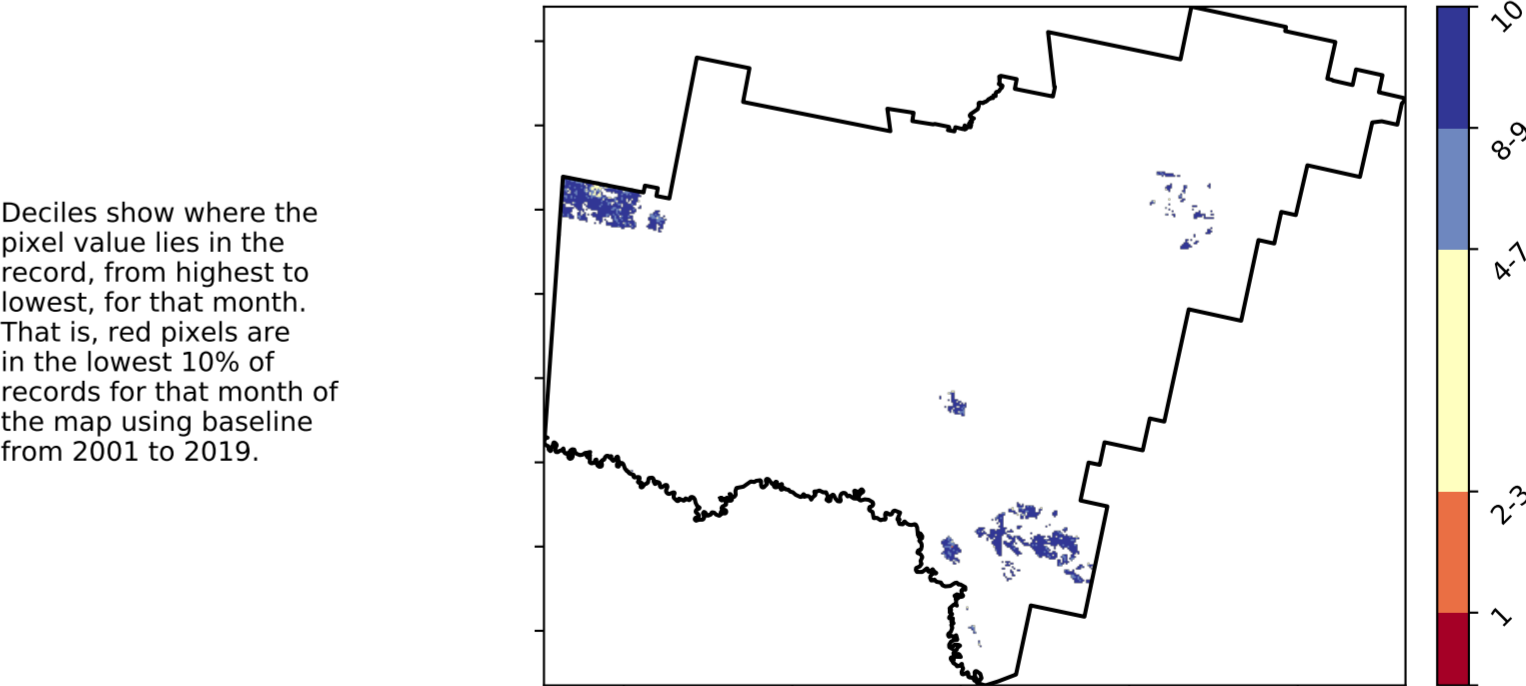 Deciles show where the
pixel value lies in the
record, from highest to
lowest, for that month.
That is, red pixels are
in the lowest 10% of
records for that month of
the map using baseline
from 2001 to 2019.
10
8-9
4-7
2-3
1